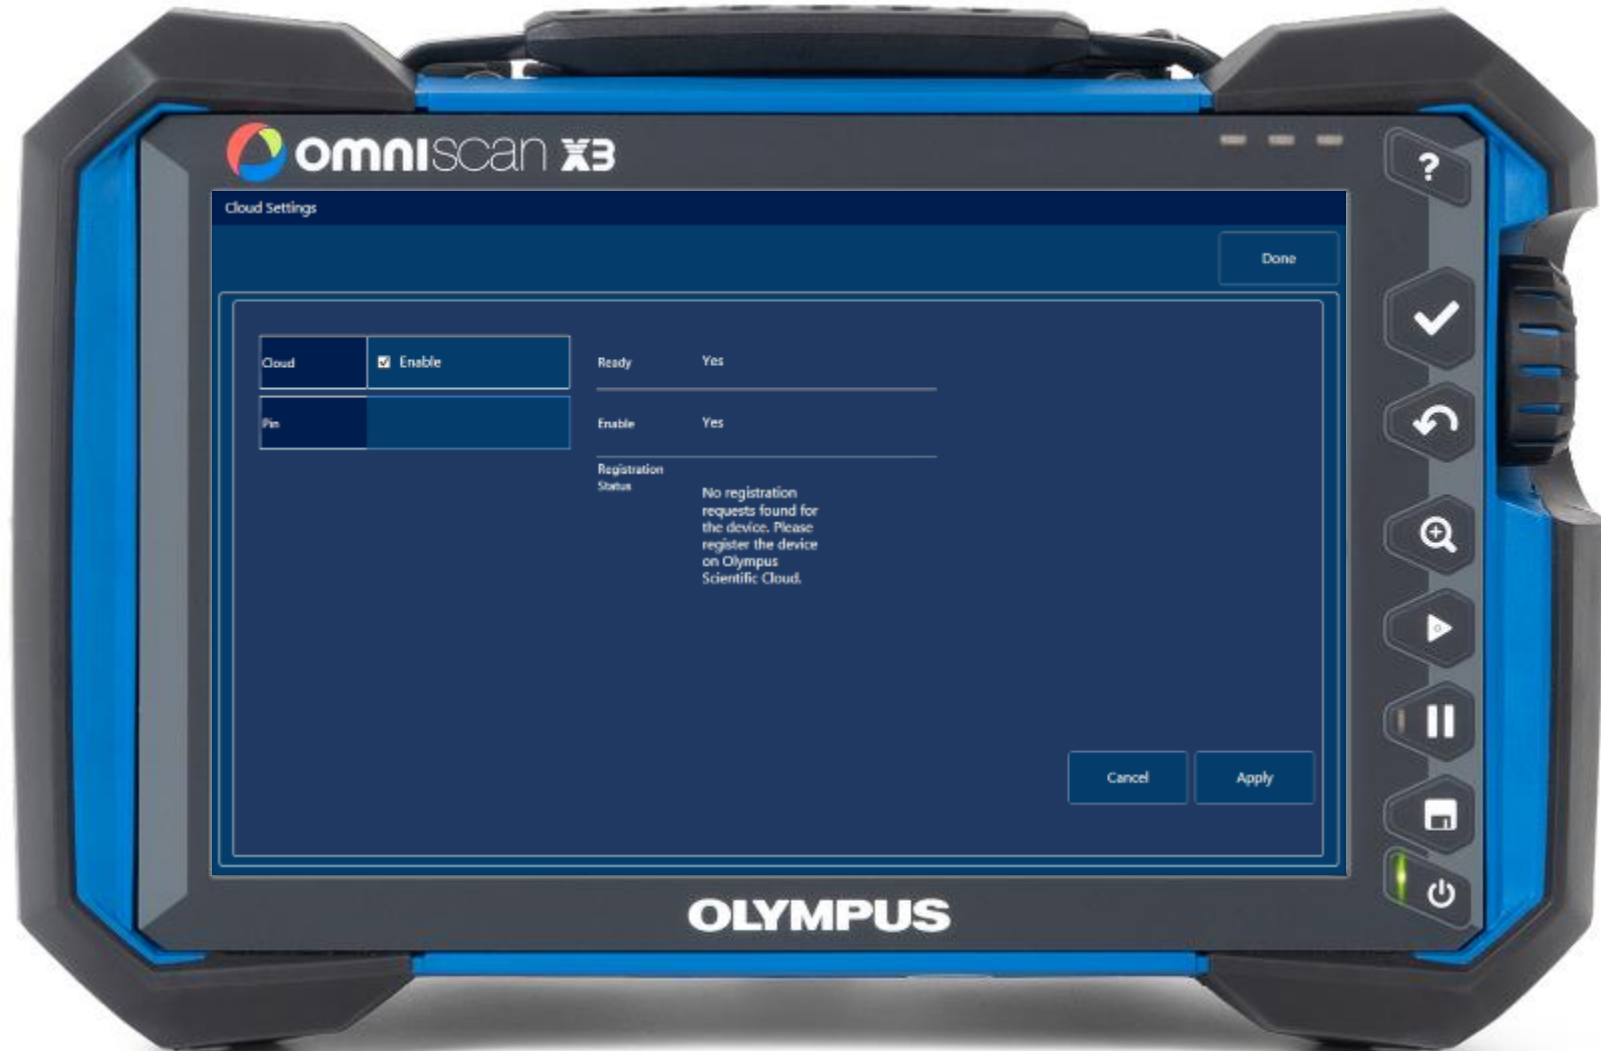 omniscan X3
?
Cloud Settings
Done
Cloud
Enable
Ready
Yes
Pin
Enable
Yes
Registration
Status
No registration
requests found for
the device. Please
register the device
on Olympus
Scientific Cloud.
Cancel
Apply
OLYMPUS